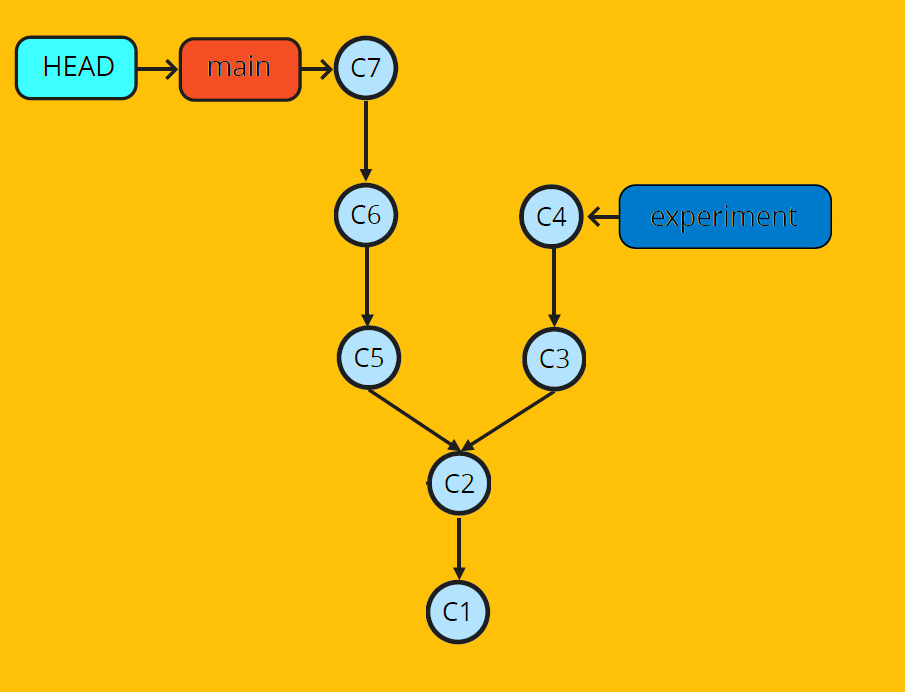 HEAD
main
C7
C6
C4
experiment
C5
C3
C2
C1